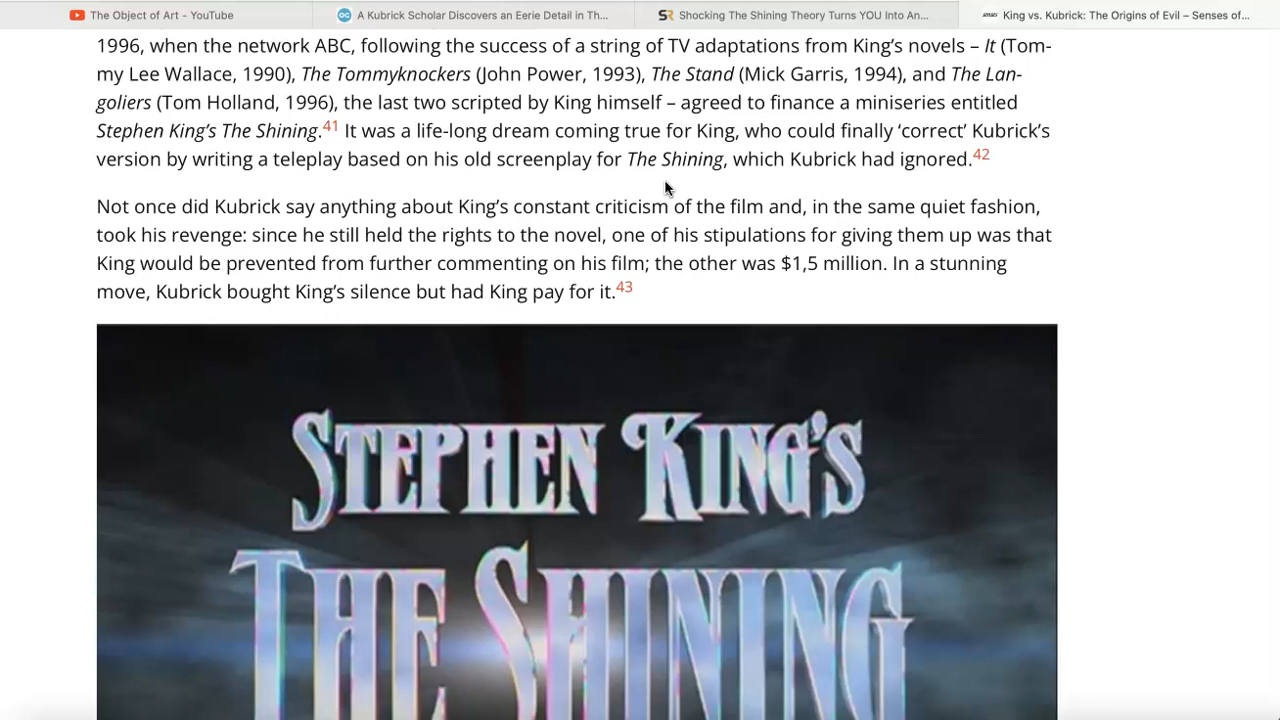 The Object of Art - YouTube
OC A Kubrick Scholar Discovers an Eerie Detail in Th...
SR Shocking The Shining Theory Turns YOU Into An...
King vs. Kubrick: The Origins of Evil – Senses of...
1996, when the network ABC, following the success of a string of TV adaptations from King’s novels – It (Tom-
my Lee Wallace, 1990), The Tommyknockers (John Power, 1993), The Stand (Mick Garris, 1994), and The Lan-
goliers (Tom Holland, 1996), the last two scripted by King himself – agreed to finance a miniseries entitled
Stephen King’s The Shining.41 It was a life-long dream coming true for King, who could finally ‘correct’ Kubrick’s
version by writing a teleplay based on his old screenplay for The Shining, which Kubrick had ignored.42
Not once did Kubrick say anything about King’s constant criticism of the film and, in the same quiet fashion,
took his revenge: since he still held the rights to the novel, one of his stipulations for giving them up was that
King would be prevented from further commenting on his film; the other was $1,5 million. In a stunning
move, Kubrick bought King’s silence but had King pay for it.43
STEPHEN KING’S
THE SHINING